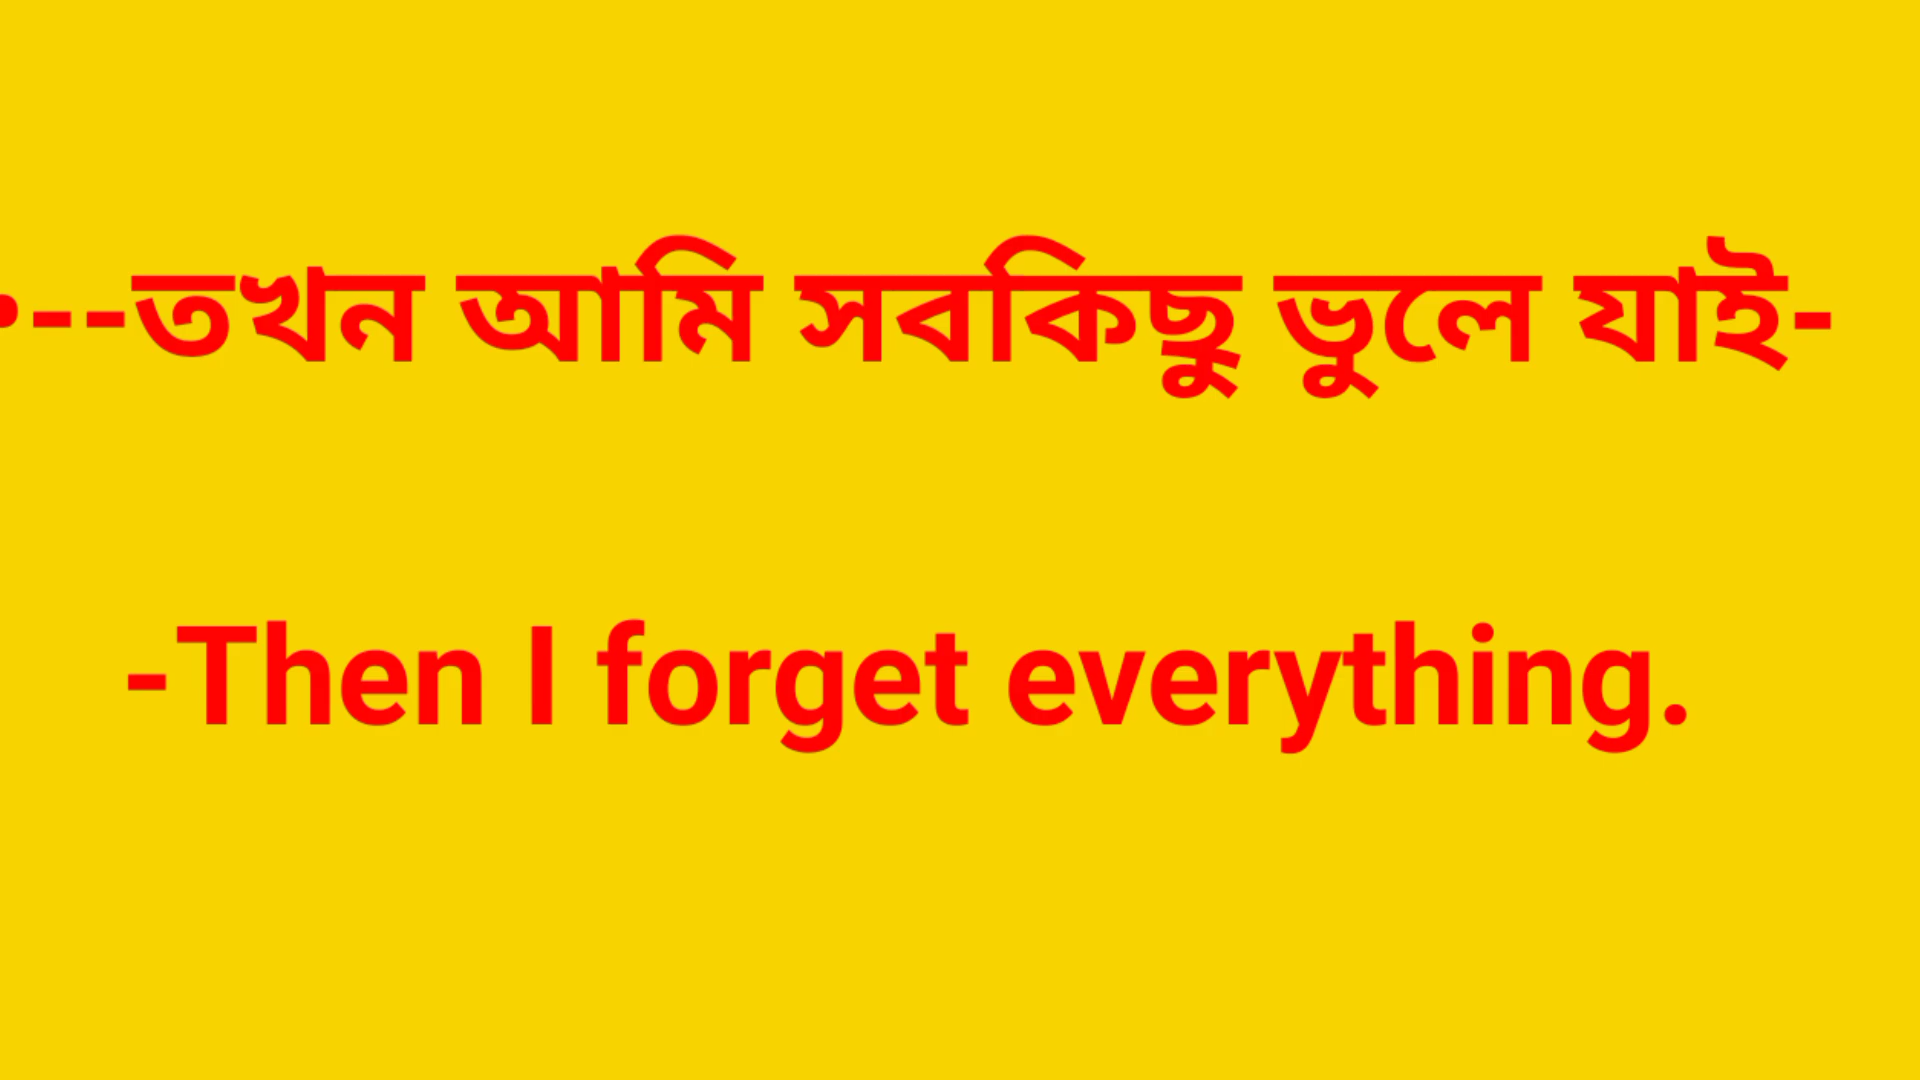 •--তখন আমি সবকিছু ভুলে যাই-
-Then I forget everything.